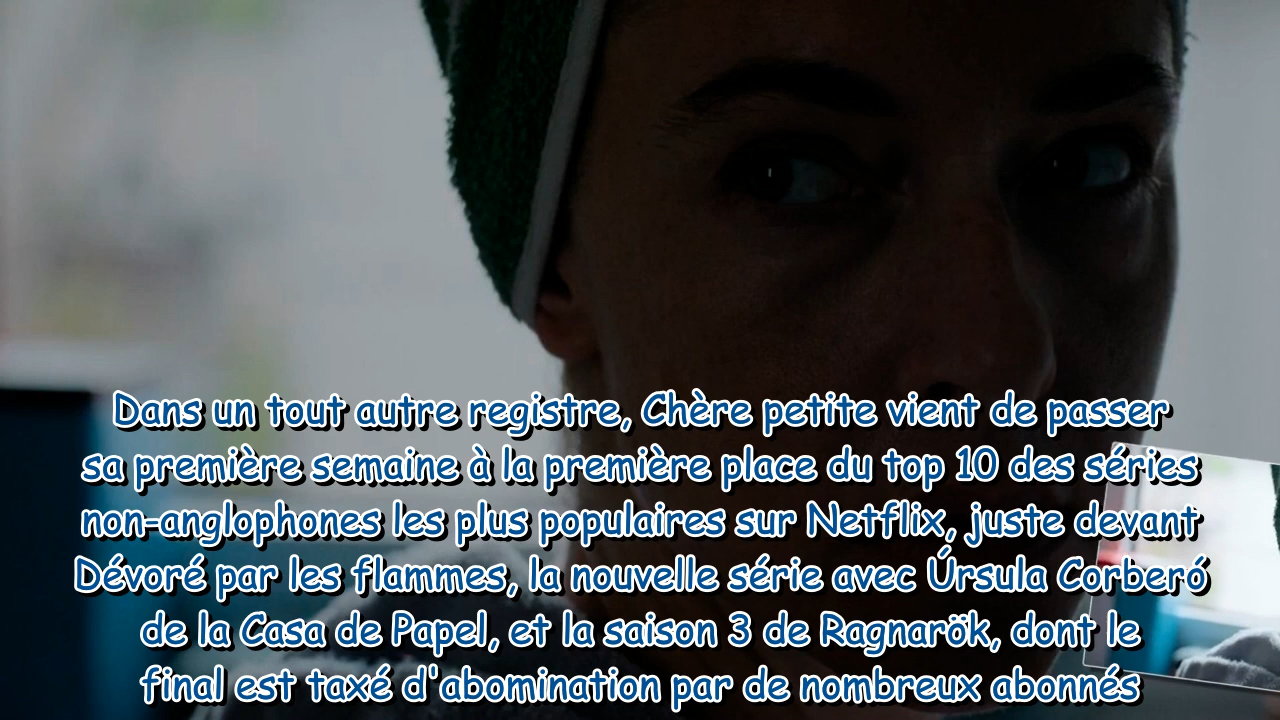 Dans un tout autre registre, Chère petite vient de passer
sa première semaine à la première place du top 10 des séries
non-anglophones les plus populaires sur Netflix, juste devant
Dévoré par les flammes, la nouvelle série avec Úrsula Corberó
de la Casa de Papel, et la saison 3 de Ragnarök, dont le
final est taxé d'abomination par de nombreux abonnés